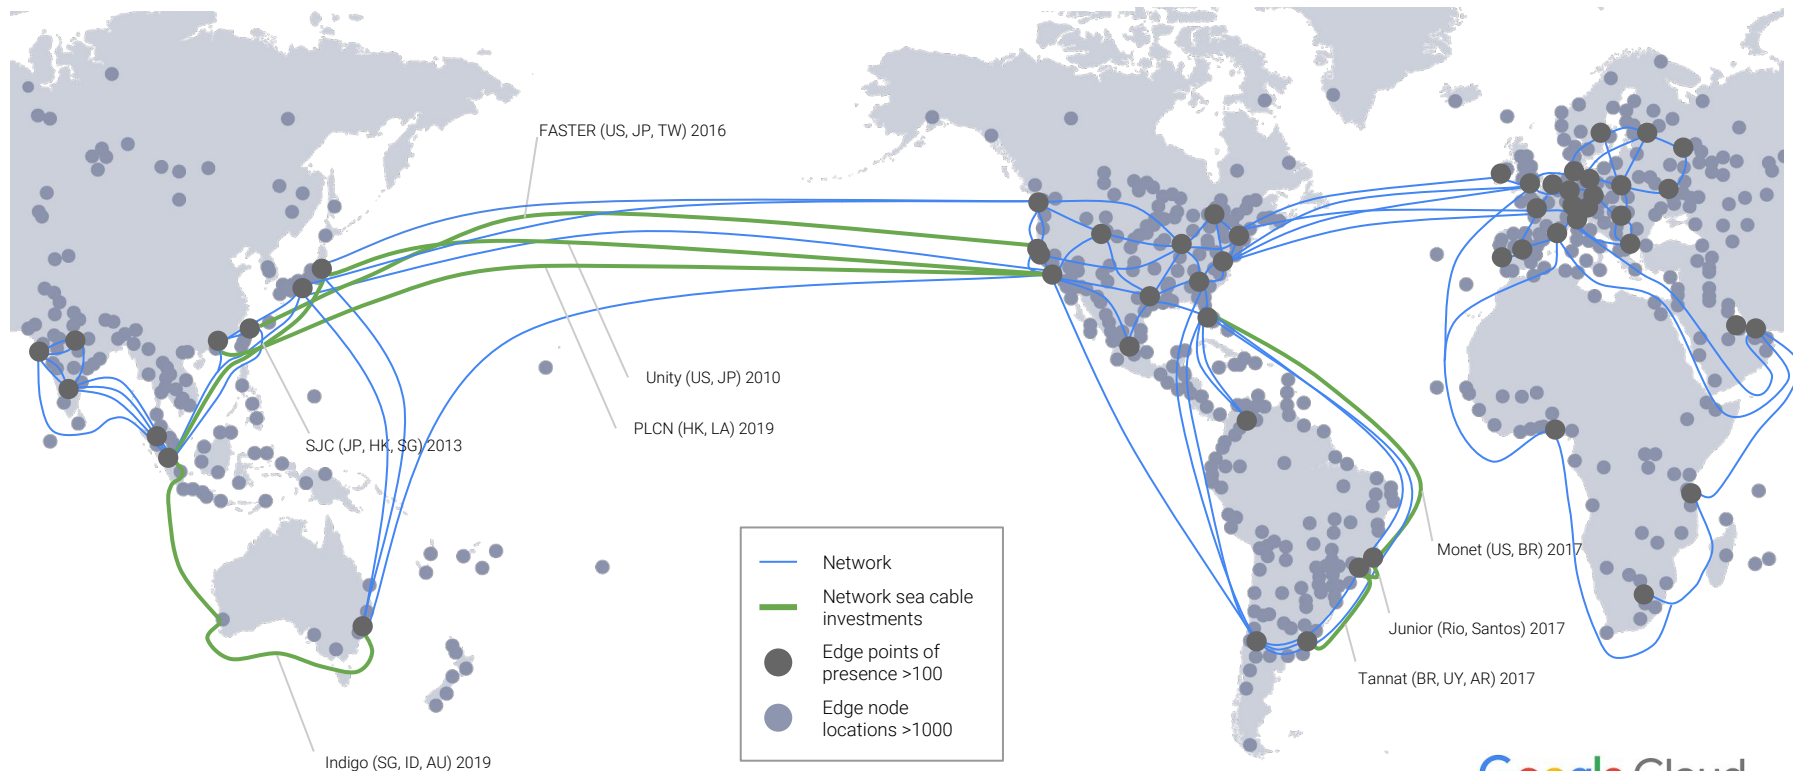 FASTER (US, JP, TW) 2016
Unity (US, JP) 2010
PLCN (HK, LA) 2019
SJC (JP, HK, SG) 2013
Monet (US, BR) 2017
Junior (Rio, Santos) 2017
Tannat (BR, UY, AR) 2017
Indigo (SG, ID, AU) 2019
Network
Network sea cable
investments
Edge points of
presence >100
Edge node
locations >1000
Google Cloud